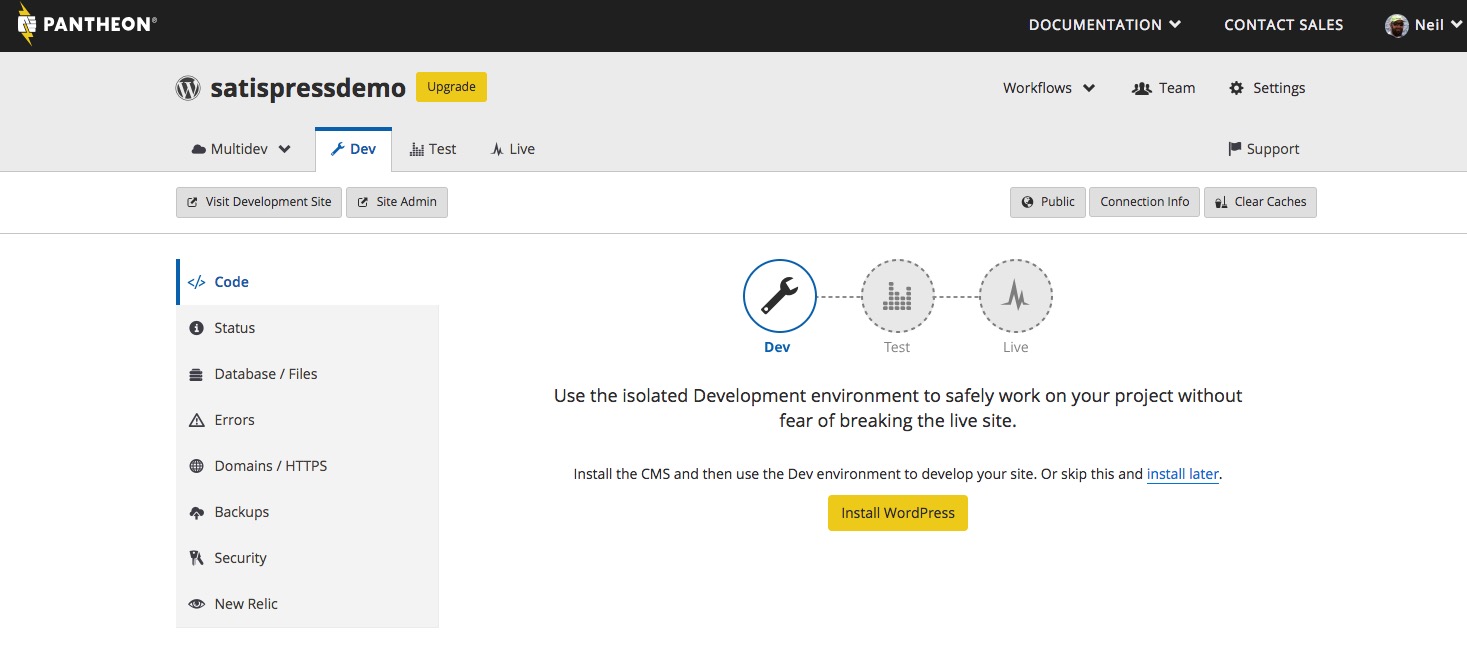 PANTHEON®
DOCUMENTATION
CONTACT SALES
Neil
satispressdemo
Upgrade
Workflows
Team
Settings
Multidev
Dev
Test
Live
Support
Visit Development Site
Site Admin
Public
Connection Info
Clear Caches
</> Code
Status
Database / Files
Errors
Domains / HTTPS
Backups
Security
New Relic
Dev
Test
Live
Use the isolated Development environment to safely work on your project without
fear of breaking the live site.
Install the CMS and then use the Dev environment to develop your site. Or skip this and install later.
Install WordPress